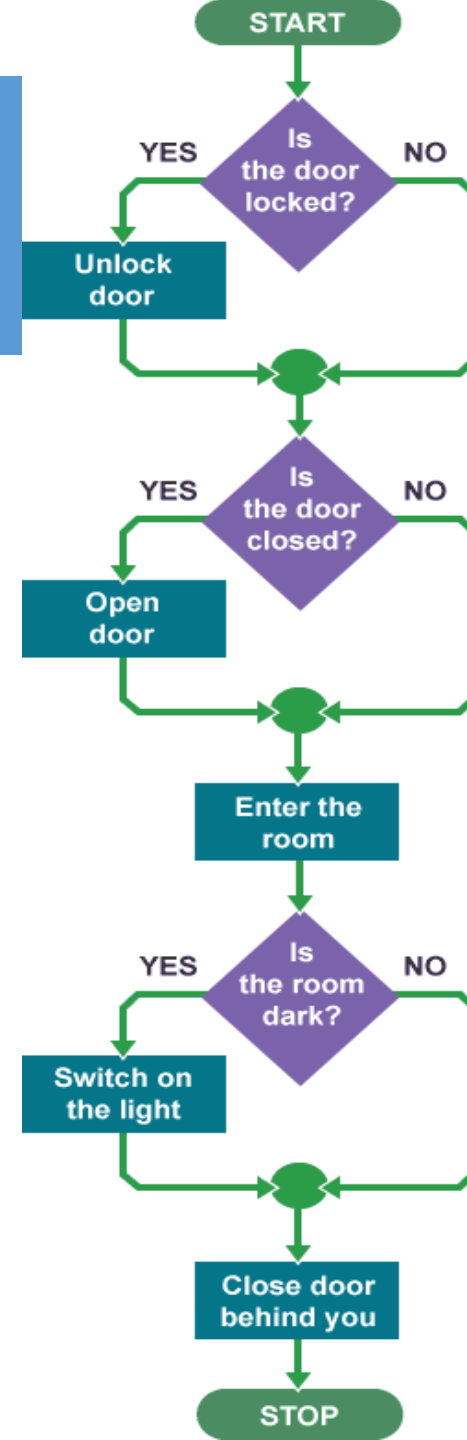 START
Is
the door
locked?
YES
NO
Unlock
door
Is
the door
closed?
YES
NO
Open
door
Enter the
room
Is
the room
dark?
YES
NO
Switch on
the light
Close door
behind you
STOP